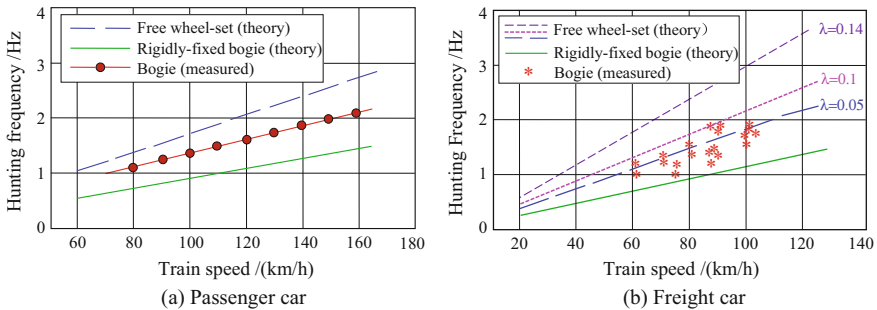 Hunting frequency /Hz
4
3
2
1
0
Free wheel-set (theory)
Rigidly-fixed bogie (theory)
Bogie (measured)
60 80 100 120 140 160 180
Train speed /(km/h)
(a) Passenger car
Hunting Frequency /Hz
4
3
2
1
0
Free wheel-set (theory)
Rigidly-fixed bogie (theory)
Bogie (measured)
λ=0.14
λ=0.1
λ=0.05
20 40 60 80 100 120 140
Train speed /(km/h)
(b) Freight car